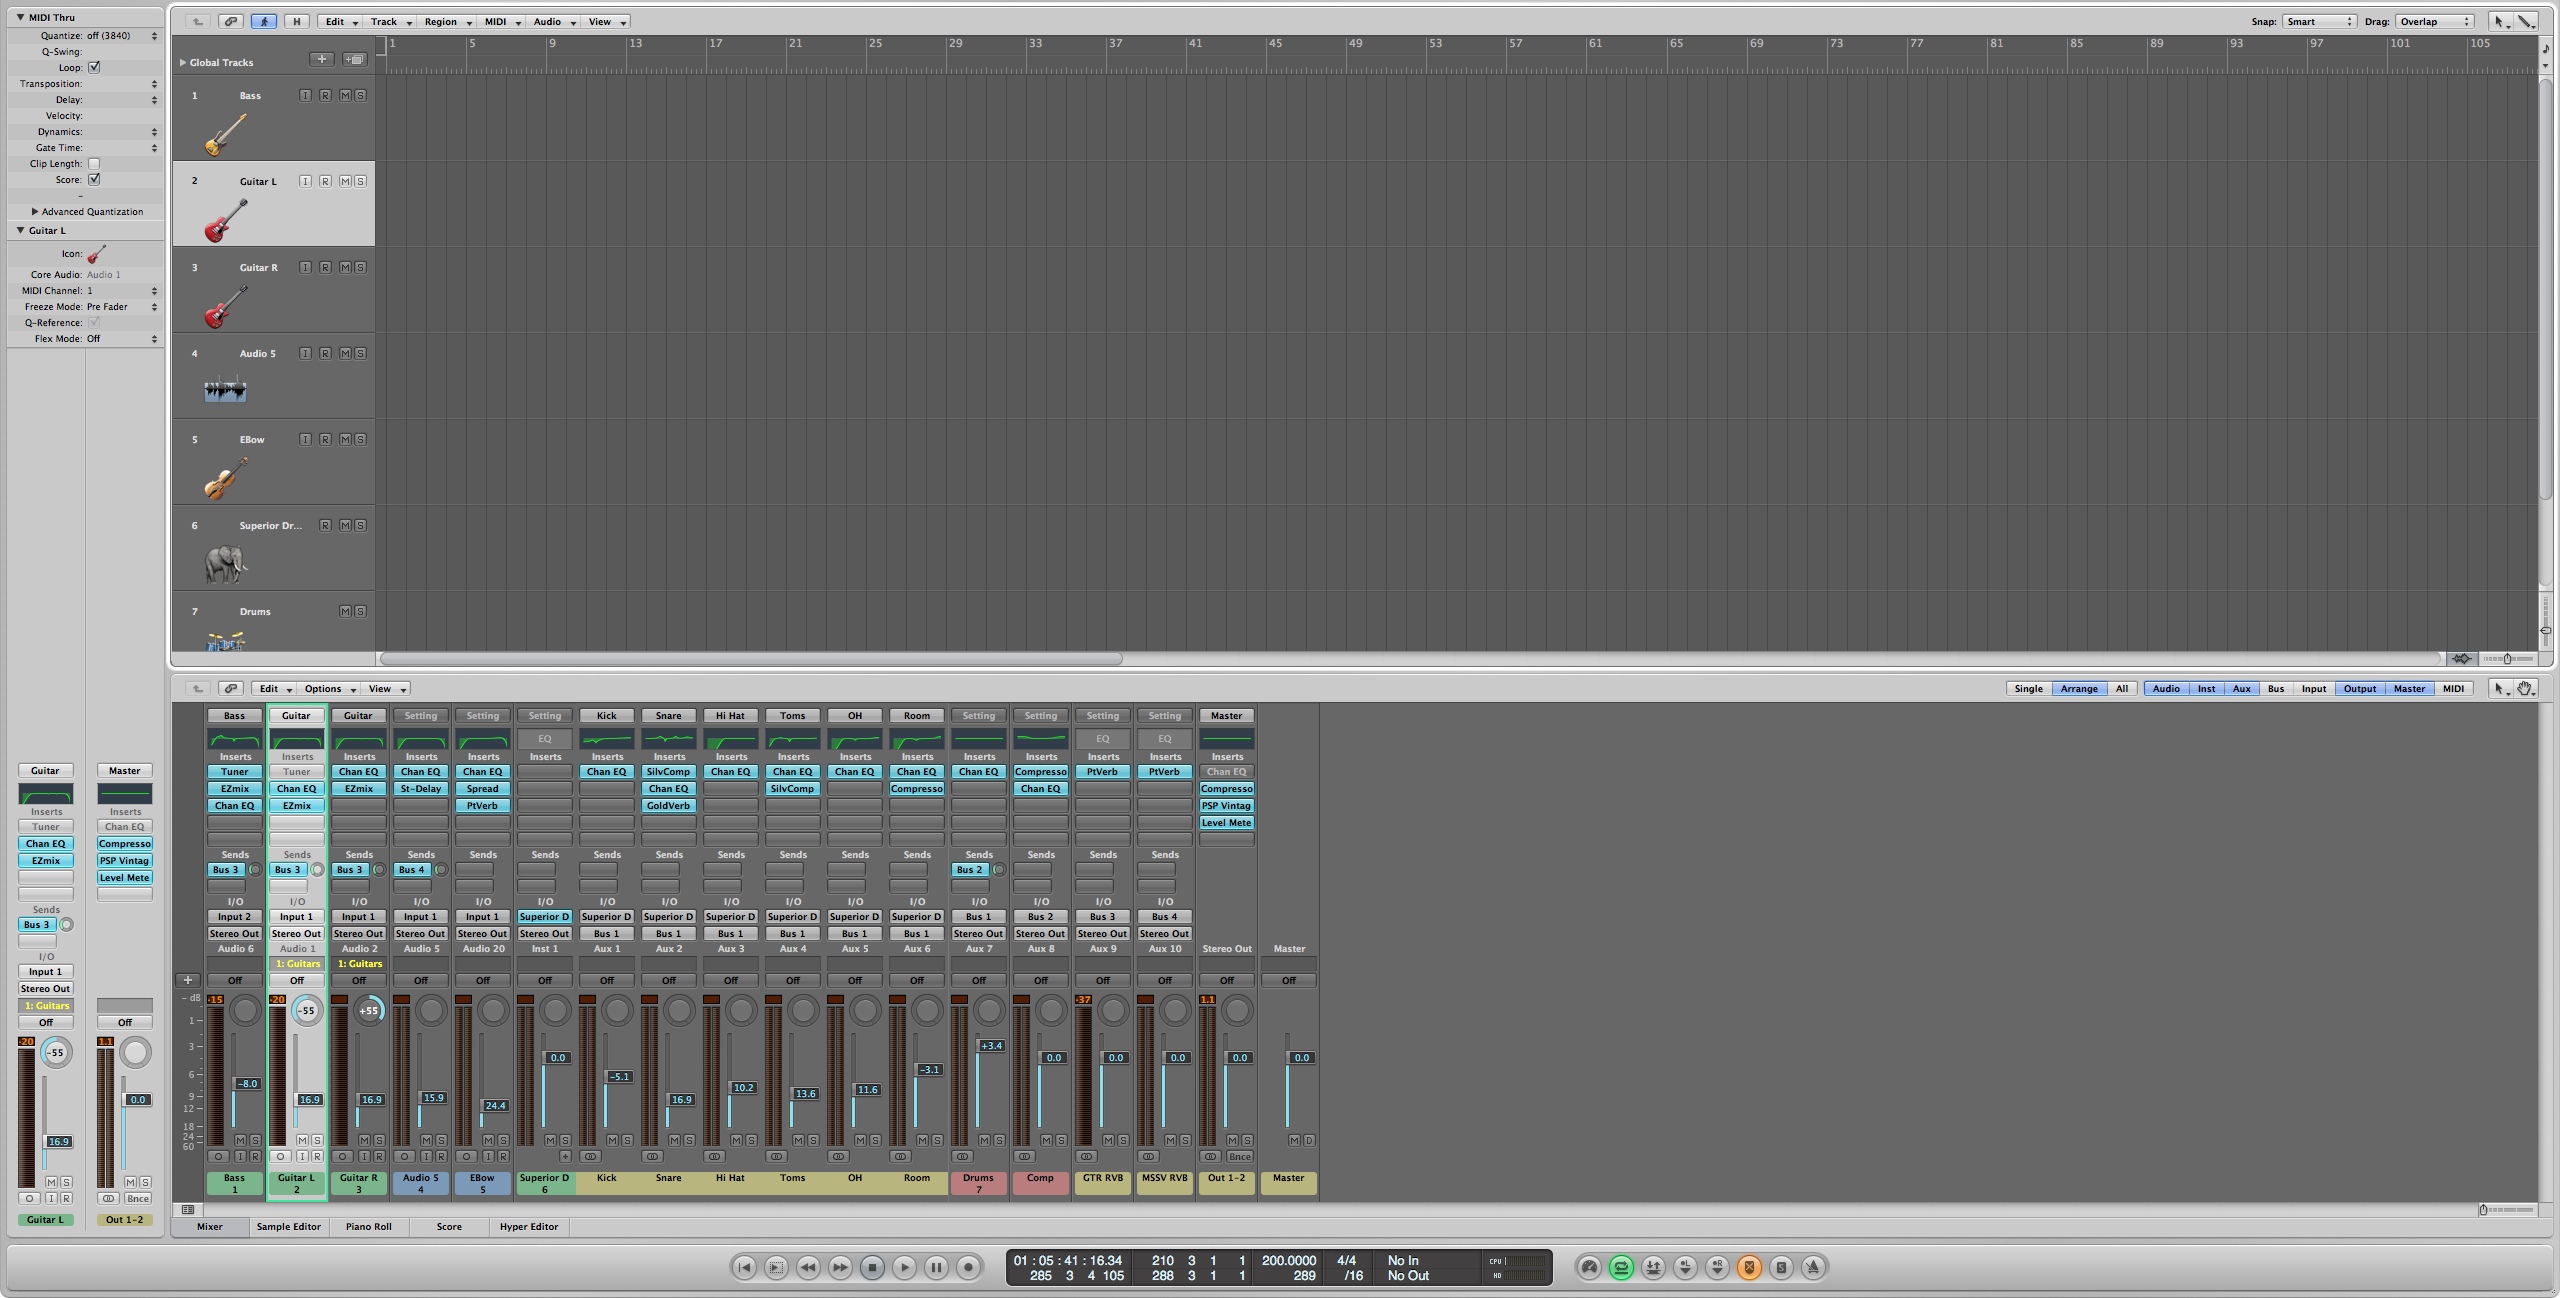 MIDI Thru
Quantize: off (3840)
Q-Swing:
Loop:
Transposition:
Delay:
Velocity:
Dynamics:
Gate Time:
Clip Length:
Score:
Advanced Quantization
Guitar L
Icon:
Core Audio: Audio 1
MIDI Channel: 1
Freeze Mode: Pre Fader
Q-Reference:
Flex Mode: Off
Guitar Master
Inserts Inserts
Tuner Chan EQ
Chan EQ Compresso
EZmix PSP Vintag
Level Mete
Sends
Bus 3
I/O
Input 1
Stereo Out
1: Guitars
Off Off
-20 -55 1.1
0.0
16.9
M S M S
O I R Bnce
Guitar L Out 1-2
H Edit Track Region MIDI Audio View Snap: Smart Drag: Overlap
1 5 9 13 17 21 25 29 33 37 41 45 49 53 57 61 65 69 73 77 81 85 89 93 97 101 105
Global Tracks
1 Bass I R M S
2 Guitar L I R M S
3 Guitar R I R M S
4 Audio 5 I R M S
5 EBow I R M S
6 Superior Dr... R M S
7 Drums M S
Edit Options View Single Arrange All Audio Inst Aux Bus Input Output Master MIDI
Bass Guitar Guitar Setting Setting Setting Kick Snare Hi Hat Toms OH Room Setting Setting Setting Setting Master
EQ EQ EQ
Inserts Inserts Inserts Inserts Inserts Inserts Inserts Inserts Inserts Inserts Inserts Inserts Inserts Inserts Inserts Inserts Inserts
Tuner Tuner Chan EQ Chan EQ Chan EQ Chan EQ SilvComp Chan EQ Chan EQ Chan EQ Chan EQ Chan EQ Compresso PtVerb PtVerb Chan EQ
EZmix Chan EQ EZmix St-Delay Spread Chan EQ SilvComp Compresso Chan EQ Compresso
Chan EQ EZmix PtVerb GoldVerb PSP Vintag
Level Mete
Sends Sends Sends Sends Sends Sends Sends Sends Sends Sends Sends Sends Sends Sends Sends
Bus 3 Bus 3 Bus 3 Bus 4 Bus 2
I/O I/O I/O I/O I/O I/O I/O I/O I/O I/O I/O I/O I/O I/O I/O I/O
Input 2 Input 1 Input 1 Input 1 Input 1 Superior D Superior D Superior D Superior D Superior D Superior D Superior D Bus 1 Bus 2 Bus 3 Bus 4
Stereo Out Stereo Out Stereo Out Stereo Out Stereo Out Stereo Out Bus 1 Bus 1 Bus 1 Bus 1 Bus 1 Bus 1 Stereo Out Stereo Out Stereo Out Stereo Out
Audio 6 Audio 1 Audio 2 Audio 5 Audio 20 Inst 1 Aux 1 Aux 2 Aux 3 Aux 4 Aux 5 Aux 6 Aux 7 Aux 8 Aux 9 Aux 10 Stereo Out Master
1: Guitars 1: Guitars
Off Off Off Off Off Off Off Off Off Off Off Off Off Off Off Off Off Off
- dB -15 -20 -37 1.1
-55 +55
1
3
6
9
12
18
24
60
-8.0 16.9 16.9 15.9 24.4 0.0 -5.1 16.9 10.2 13.6 11.6 -3.1 +3.4 0.0 0.0 0.0 0.0 0.0
M S M S M S M S M S M S M S M S M S M S M S M S M S M S M S M S M S M D
O I R O I R O I R O I R O I R Bnce
Bass Guitar L Guitar R Audio 5 EBow Superior D Kick Snare Hi Hat Toms OH Room Drums Comp GTR RVB MSSV RVB Out 1-2 Master
1 2 3 4 5 6 7
Mixer Sample Editor Piano Roll Score Hyper Editor
01 : 05 : 41 : 16.34 210 3 1 1 200.0000 4/4 No In CPU
285 3 4 105 288 3 1 1 289 /16 No Out HD